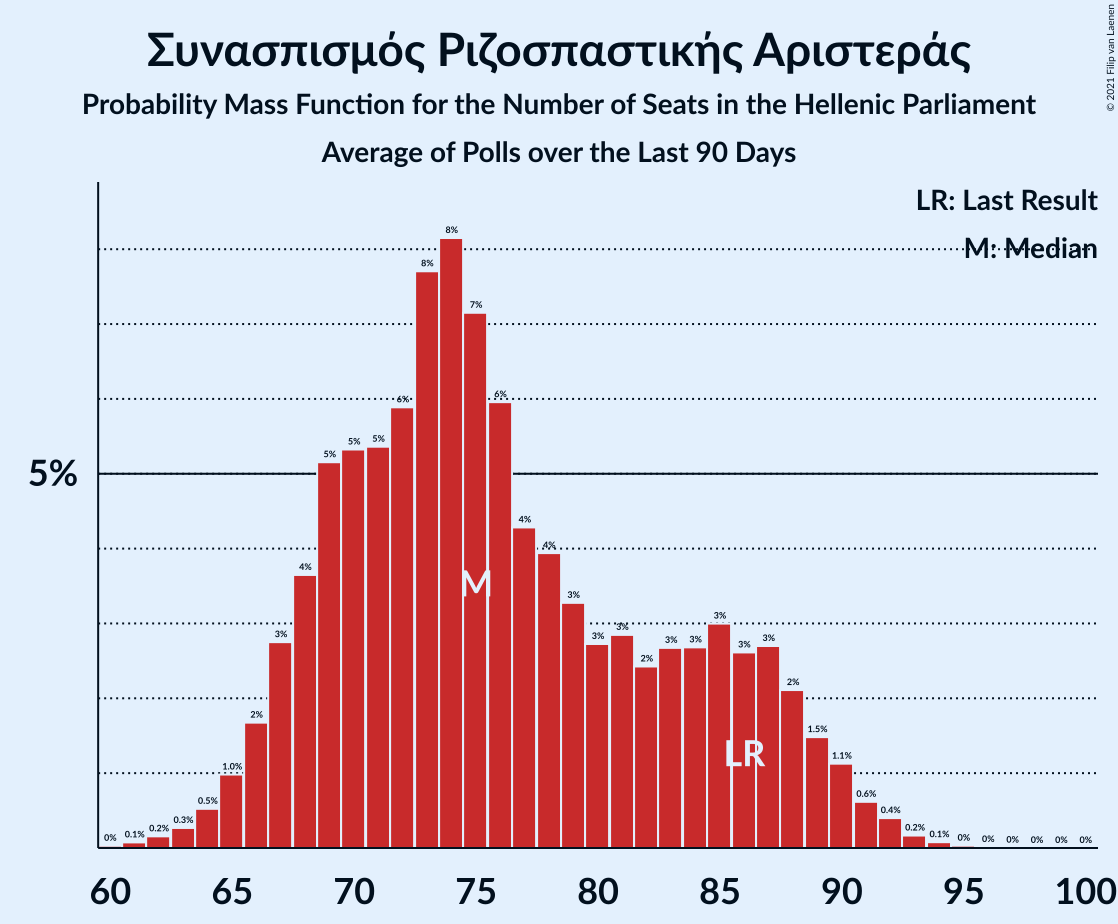 Συνασπισμός Ριζοσπαστικής Αριστεράς
Probability Mass Function for the Number of Seats in the Hellenic Parliament
Average of Polls over the Last 90 Days
© 2021 Filip van Laenen
LR: Last Result
M: Median
5%
0% 0.1% 0.2% 0.3% 0.5% 1.0% 2% 3% 4% 5% 5% 5% 6% 8% 8% 7% 6% 4% 4% 3% 3% 3% 2% 3% 3% 3% 3% 3% 2% 1.5% 1.1% 0.6% 0.4% 0.2% 0.1% 0% 0% 0% 0% 0% 0%
M
LR
60 65 70 75 80 85 90 95 100